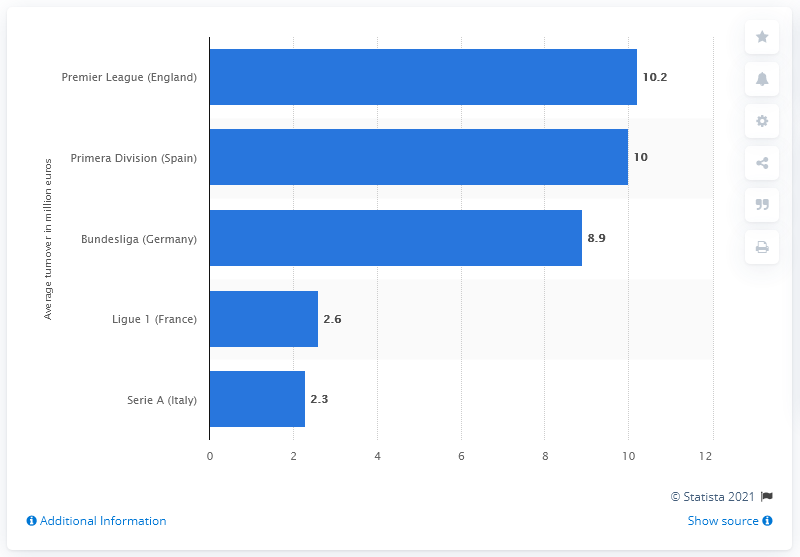 Average turnover in million euros
Premier League (England)
10.2
Primera Division (Spain)
10
Bundesliga (Germany)
8.9
Ligue 1 (France)
2.6
Serie A (Italy)
2.3
0 2 4 6 8 10 12
© Statista 2021
Additional Information
Show source